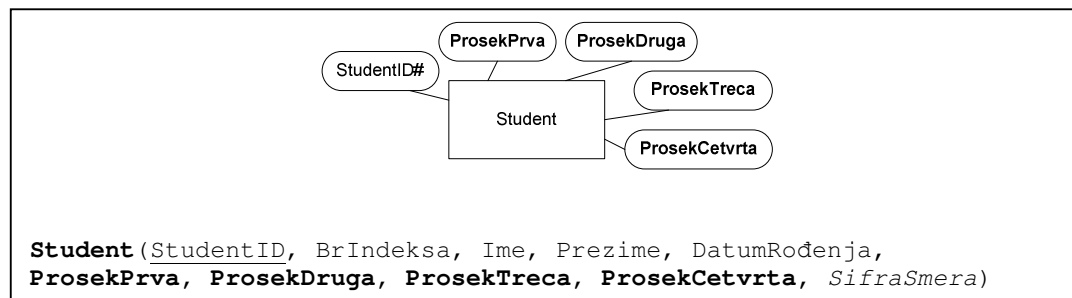 ProsekPrva ProsekDruga
StudentID#
ProsekTreca
Student
ProsekCetvrta
Student(StudentID, BrIndeksa, Ime, Prezime, DatumRođenja,
ProsekPrva, ProsekDruga, ProsekTreca, ProsekCetvrta, SifraSmera)